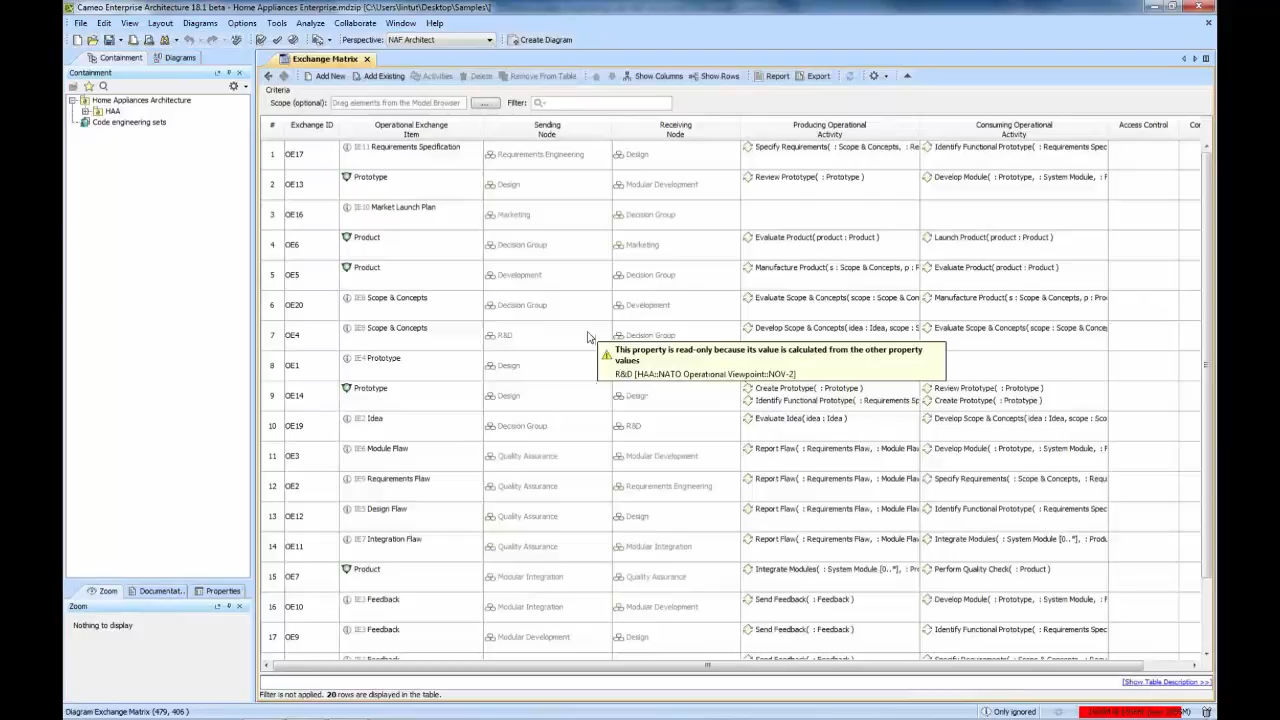 Cameo Enterprise Architecture 18.1 beta - Home Appliances Enterprise.mdzip [C:\Users\lintut\Desktop\Samples\]
File Edit View Layout Diagrams Options Tools Analyze Collaborate Window Help
Perspective: NAF Architect Create Diagram
Containment Diagrams
Containment
Home Appliances Architecture
HAA
Code engineering sets
Exchange Matrix
Add New Add Existing Activities Delete Remove From Table Show Columns Show Rows Report Export
Criteria
Scope (optional): Drag elements from the Model Browser ... Filter:
# Exchange ID Operational Exchange Item Sending Node Receiving Node Producing Operational Activity Consuming Operational Activity Access Control Cor
1 OE17 IE11 Requirements Specification Requirements Engineering Design Specify Requirements( : Scope & Concepts, : Re Identify Functional Prototype( : Requirements Spec
2 OE13 Prototype Design Modular Development Review Prototype( : Prototype ) Develop Module( : Prototype, : System Module, : F
3 OE16 IE10 Market Launch Plan Marketing Decision Group
4 OE6 Product Decision Group Marketing Evaluate Product( product : Product ) Launch Product( product : Product )
5 OE5 Product Development Decision Group Manufacture Product( s : Scope & Concepts, p : F Evaluate Product( product : Product )
6 OE20 Scope & Concepts Decision Group Development Evaluate Scope & Concepts( scope : Scope & Con Manufacture Product( s : Scope & Concepts, p : Pro
7 OE4 Scope & Concepts R&D Decision Group Develop Scope & Concepts( idea : Idea, scope : S Evaluate Scope & Concepts( scope : Scope & Conce
This property is read-only because its value is calculated from the other property
values
R&D [HAA::NATO Operational Viewpoint::NOV-2]
8 OE1 IE4 Prototype Design
9 OE14 Prototype Design Design Create Prototype( : Prototype ) Review Prototype( : Prototype )
Identify Functional Prototype( : Requirements Sp Create Prototype( : Prototype )
10 OE19 IE2 Idea Decision Group R&D Evaluate Idea( idea : Idea ) Develop Scope & Concepts( idea : Idea, scope : Sco
11 OE3 IE6 Module Flaw Quality Assurance Modular Development Report Flaw( : Requirements Flaw, : Module Fla Develop Module( : Prototype, : System Module, : F
12 OE2 IE9 Requirements Flaw Quality Assurance Requirements Engineering Report Flaw( : Requirements Flaw, : Module Fla Specify Requirements( : Scope & Concepts, : Requ
13 OE12 IE5 Design Flaw Quality Assurance Design Report Flaw( : Requirements Flaw, : Module Fla Identify Functional Prototype( : Requirements Spec
14 OE11 IE7 Integration Flaw Quality Assurance Modular Integration Report Flaw( : Requirements Flaw, : Module Fla Integrate Modules( : System Module [0..*], : Produ
15 OE7 Product Modular Integration Quality Assurance Integrate Modules( : System Module [0..*], : Pro Perform Quality Check( : Product )
16 OE10 IE3 Feedback Modular Integration Modular Development Send Feedback( : Feedback ) Develop Module( : Prototype, : System Module, : F
17 OE9 IE3 Feedback Modular Development Design Send Feedback( : Feedback ) Identify Functional Prototype( : Requirements Spec
Zoom Documentat... Properties
Zoom
Nothing to display
[Show Table Description >>]
Filter is not applied. 20 rows are displayed in the table.
Diagram Exchange Matrix (479, 406 ) Only ignored